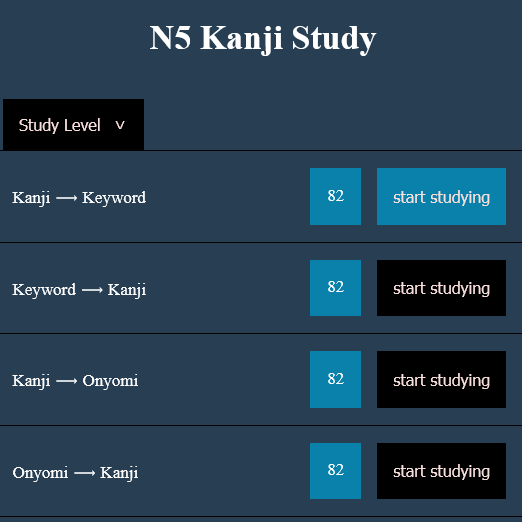 N5 Kanji Study
Study Level v
Kanji ⟶ Keyword 82 start studying
Keyword ⟶ Kanji 82 start studying
Kanji ⟶ Onyomi 82 start studying
Onyomi ⟶ Kanji 82 start studying